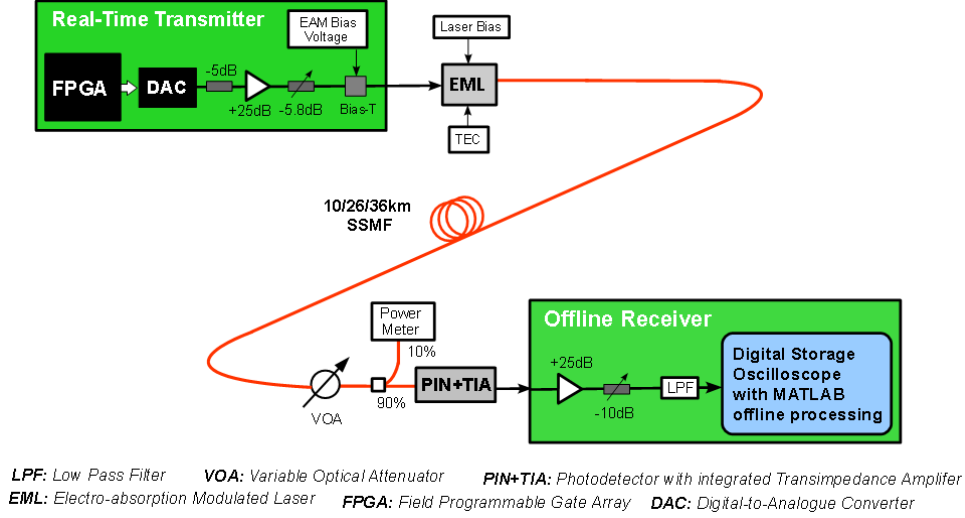 Real-Time Transmitter
EAM Bias
Voltage
Laser Bias
FPGA
DAC
-5dB
+25dB
-5.8dB
Bias-T
EML
TEC
10/26/36km
SSMF
Power
Meter
10%
90%
VOA
PIN+TIA
Offline Receiver
+25dB
-10dB
LPF
Digital Storage
Oscilloscope
with MATLAB
offline processing
LPF: Low Pass Filter VOA: Variable Optical Attenuator PIN+TIA: Photodetector with integrated Transimpedance Amplifer
EML: Electro-absorption Modulated Laser FPGA: Field Programmable Gate Array DAC: Digital-to-Analogue Converter